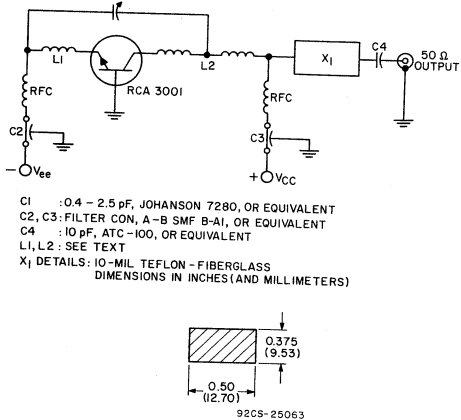 C4
50 Ω
OUTPUT
L1
L2
X1
RFC
RCA 3001
RFC
C2
C3
– Vee
+ VCC
C1 : 0.4 – 2.5 pF, JOHANSON 7280, OR EQUIVALENT
C2, C3: FILTER CON, A-B SMF B-A1, OR EQUIVALENT
C4 : 10 pF, ATC-100, OR EQUIVALENT
L1, L2 : SEE TEXT
X1 DETAILS: 10-MIL TEFLON-FIBERGLASS
DIMENSIONS IN INCHES (AND MILLIMETERS)
0.375
(9.53)
0.50
(12.70)
92CS-25063